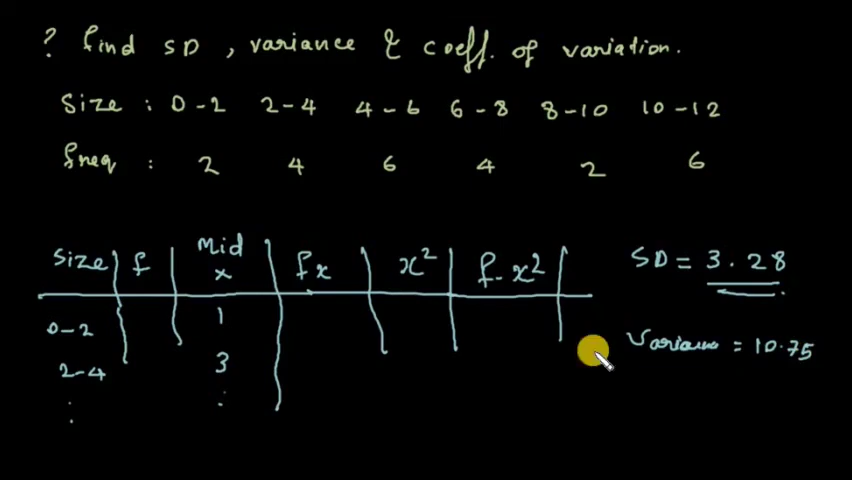 ? find SD, variance & coeff. of variation.
Size : 0-2 2-4 4-6 6-8 8-10 10-12
freq : 2 4 6 4 2 6
Size f Mid x fx x² f.x²
0-2 1
2-4 3
SD = 3.28
Variance = 10.75